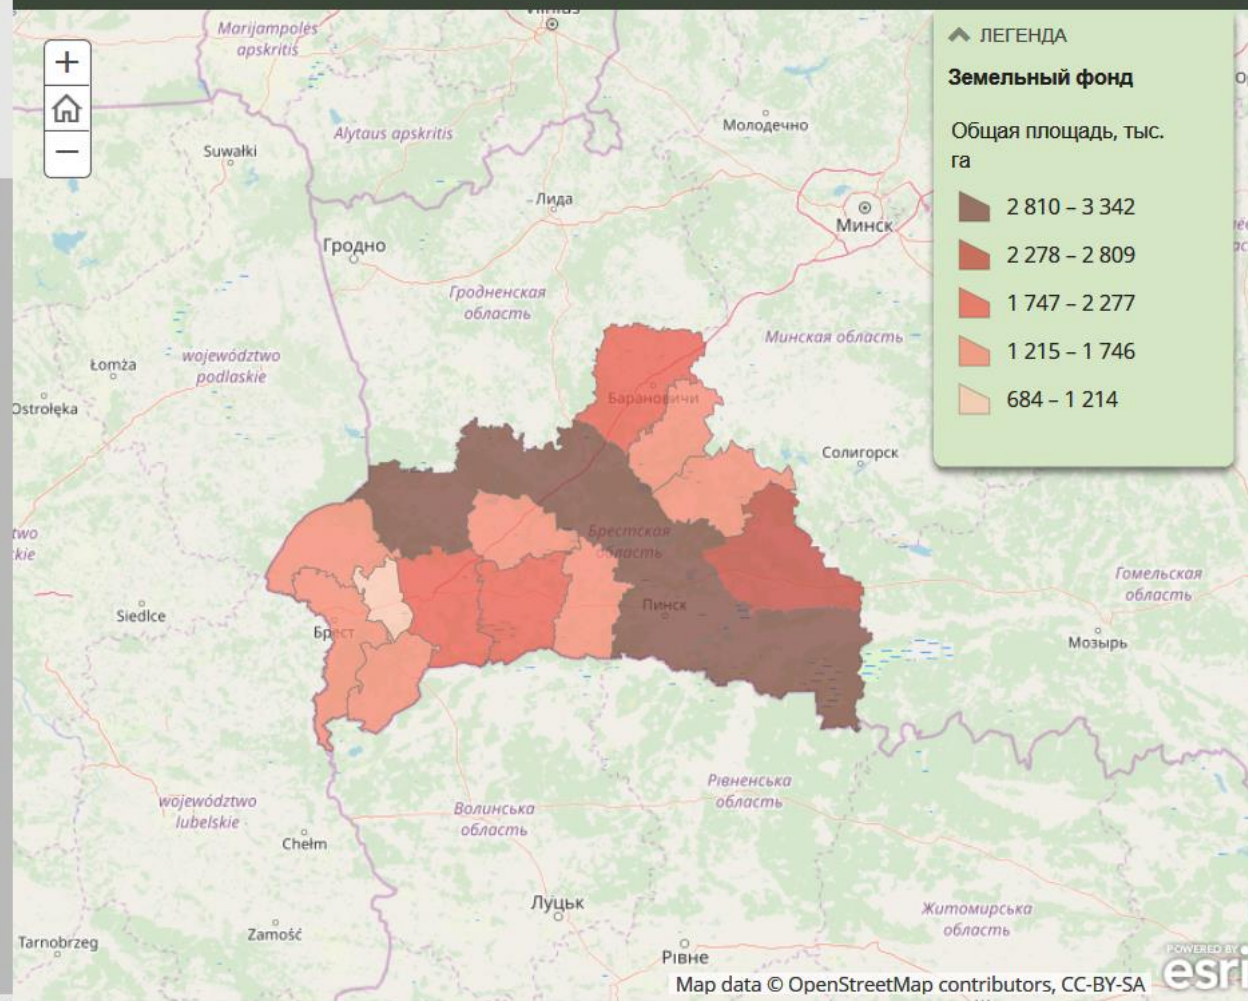 Vilnius
Marijampolės
apskritis
ЛЕГЕНДА
Земельный фонд
Общая площадь, тыс.
га
2 810 – 3 342
2 278 – 2 809
1 747 – 2 277
1 215 – 1 746
684 – 1 214
Alytaus apskritis
Молодечно
Suwałki
Лида
Минск
Гродно
Гродненская
область
Минская область
Łomża
województwo
podlaskie
Ostrołęka
Барановичи
Солигорск
Брестская
область
Гомельская
область
Siedlce
Пинск
Брест
Мозырь
Рівненська
область
województwo
lubelskie
Волинська
область
Chełm
Луцьк
Житомирська
область
Zamość
Tarnobrzeg
Рівне
POWERED BY
esri
Map data © OpenStreetMap contributors, CC-BY-SA